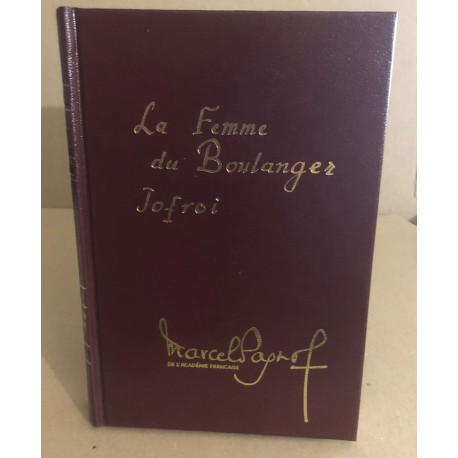 La Femme
du Boulanger
Jofroi
Marcel Pagnol
DE L'ACADÉMIE FRANÇAISE